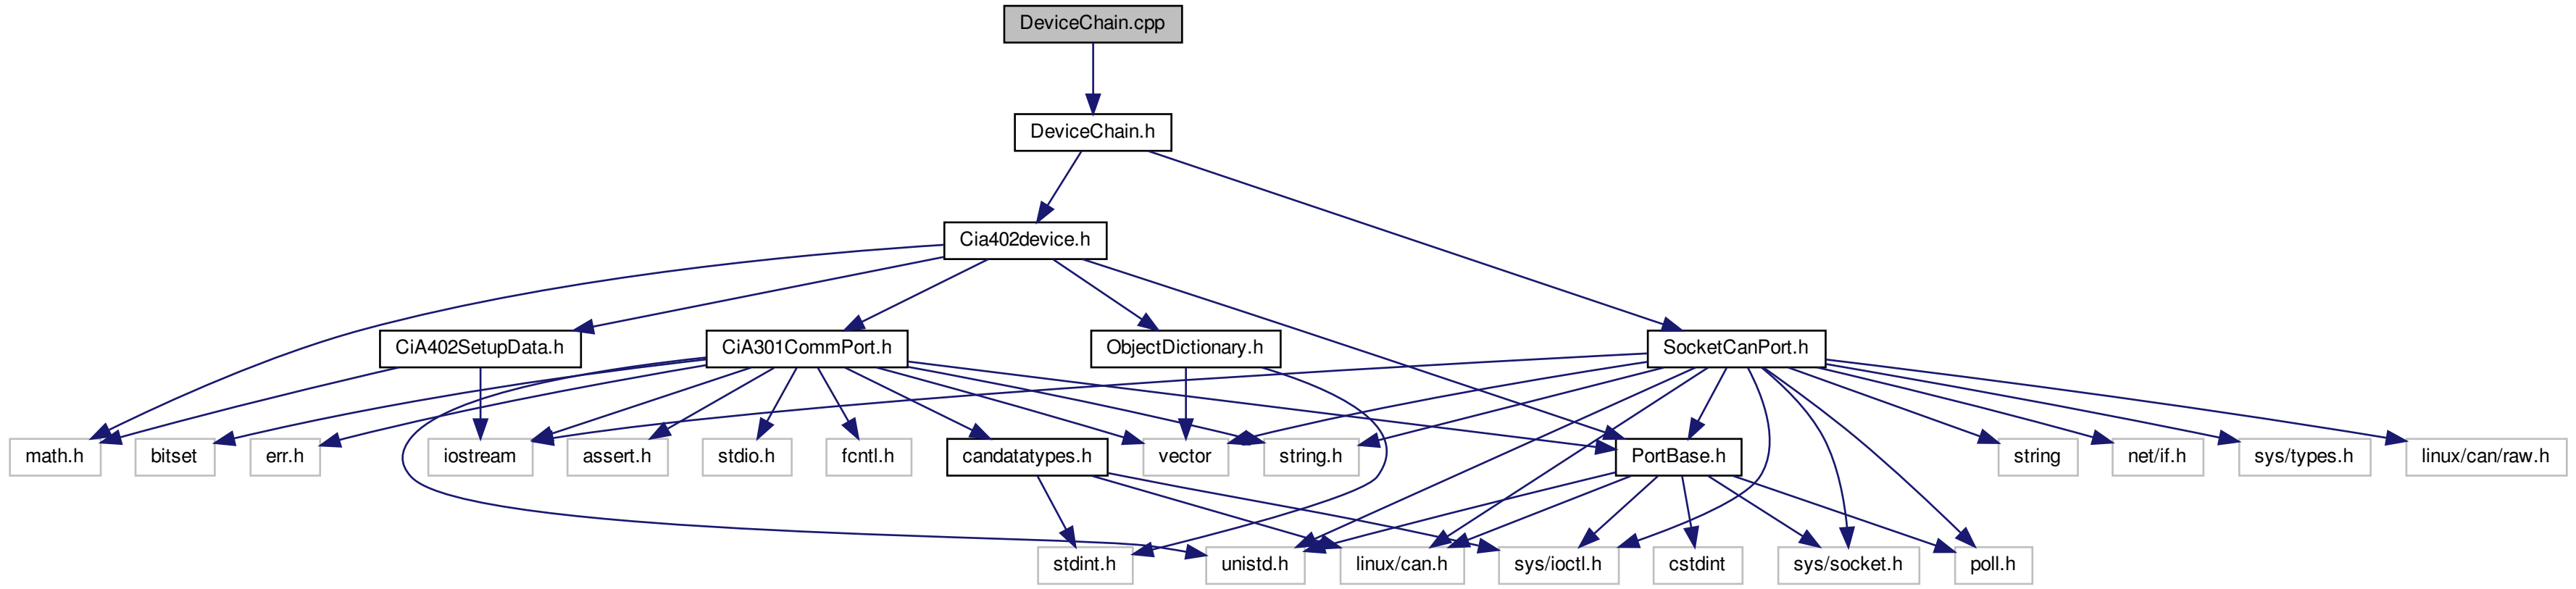 DeviceChain.cpp
DeviceChain.h
Cia402device.h
CiA402SetupData.h
CiA301CommPort.h
ObjectDictionary.h
SocketCanPort.h
math.h
bitset
err.h
iostream
assert.h
stdio.h
fcntl.h
candatatypes.h
vector
string.h
PortBase.h
string
net/if.h
sys/types.h
linux/can/raw.h
stdint.h
unistd.h
linux/can.h
sys/ioctl.h
cstdint
sys/socket.h
poll.h